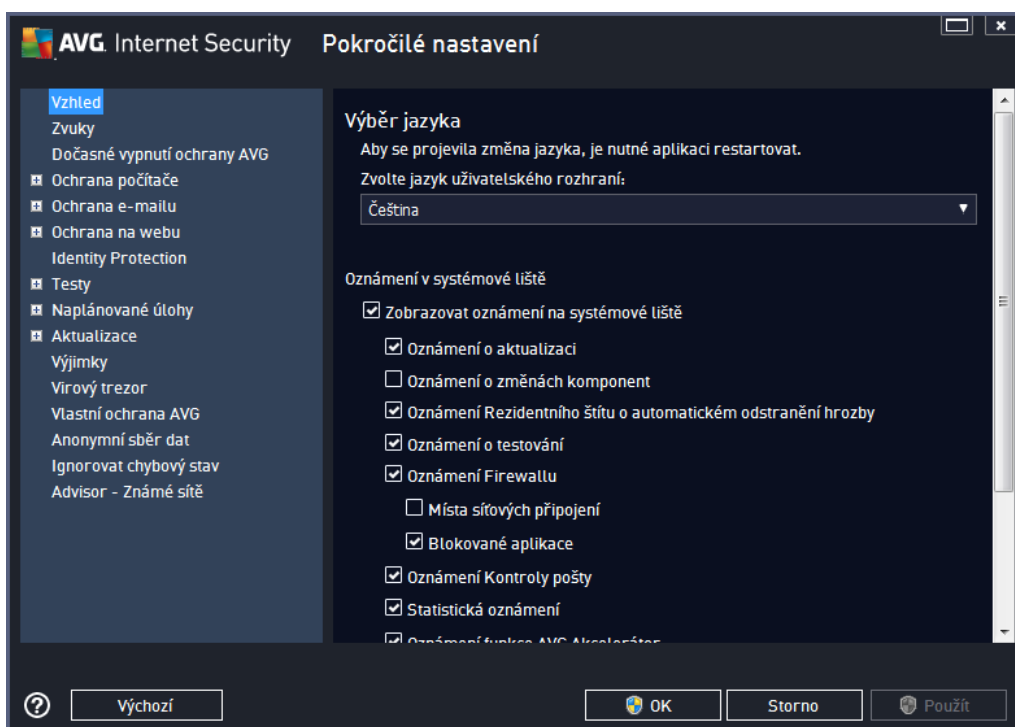 AVG. Internet Security Pokročilé nastavení
Vzhled
Zvuky
Dočasné vypnutí ochrany AVG
Ochrana počítače
Ochrana e-mailu
Ochrana na webu
Identity Protection
Testy
Naplánované úlohy
Aktualizace
Výjimky
Virový trezor
Vlastní ochrana AVG
Anonymní sběr dat
Ignorovat chybový stav
Advisor - Známé sítě
Výběr jazyka
Aby se projevila změna jazyka, je nutné aplikaci restartovat.
Zvolte jazyk uživatelského rozhraní:
Čeština
Oznámení v systémové liště
Zobrazovat oznámení na systémové liště
Oznámení o aktualizaci
Oznámení o změnách komponent
Oznámení Rezidentního štítu o automatickém odstranění hrozby
Oznámení o testování
Oznámení Firewallu
Místa síťových připojení
Blokované aplikace
Oznámení Kontroly pošty
Statistická oznámení
Oznámení funkce AVG Akcelerátor
Výchozí
OK
Storno
Použít